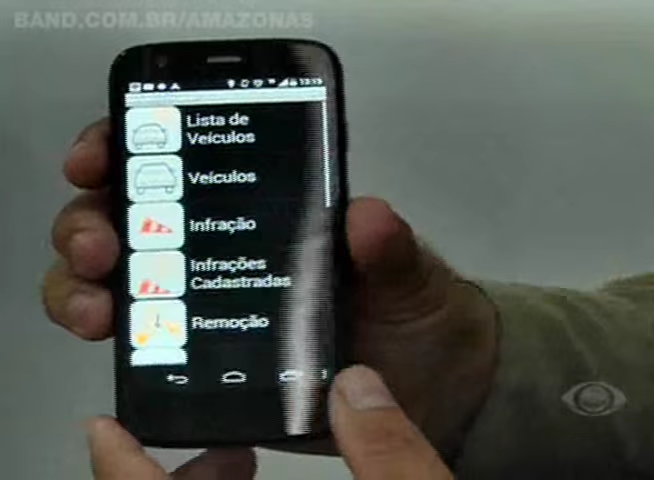 BAND.COM.BR/AMAZONAS
Lista de
Veículos
Veículos
Infração
Infrações
Cadastradas
Remoção